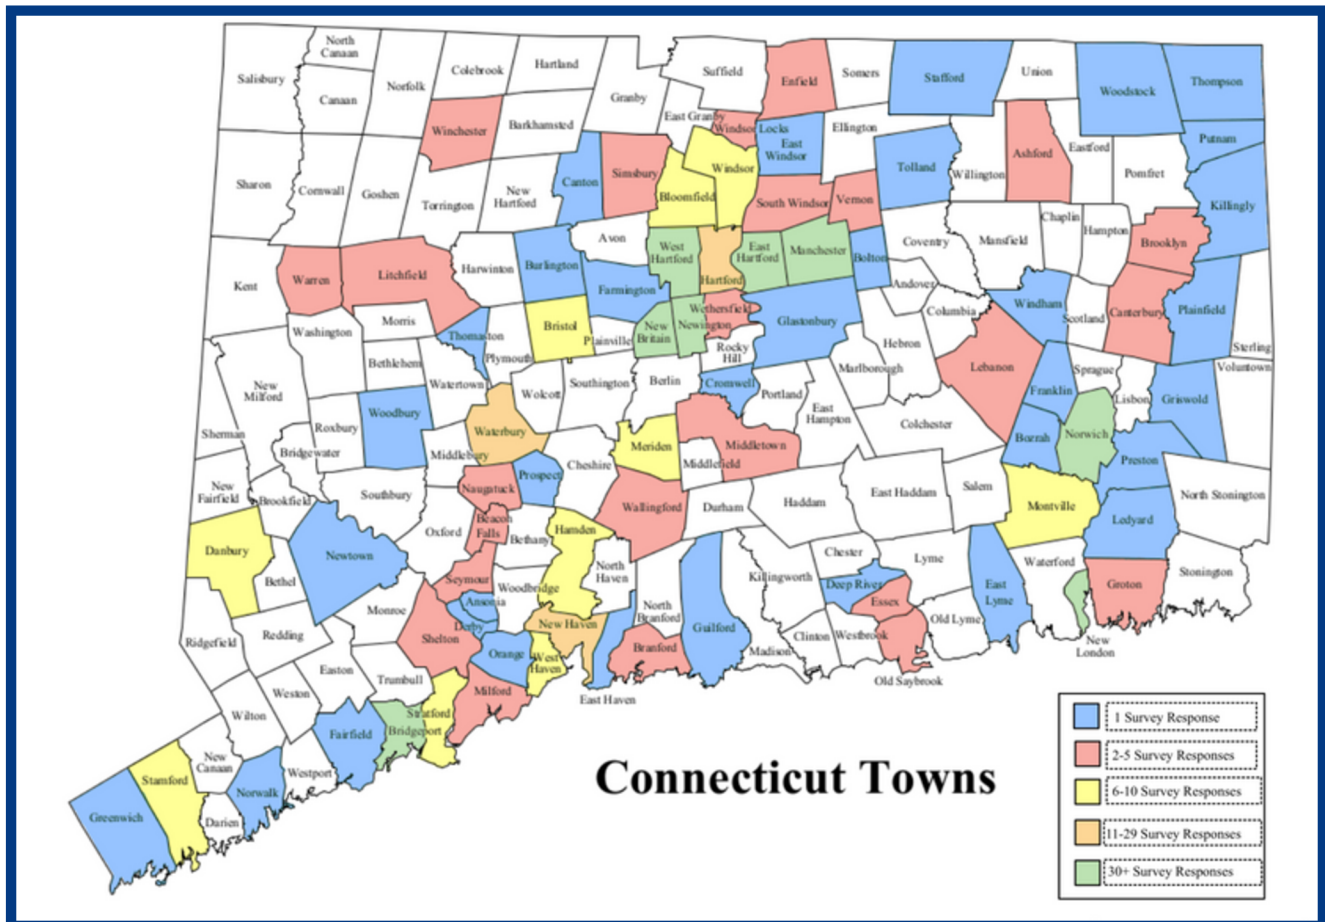 North
Canaan
Salisbury
Canaan
Norfolk
Colebrook
Hartland
Granby
Suffield
East Granby
Enfield
Somers
Stafford
Union
Woodstock
Thompson
Winchester
Barkhamsted
Windsor Locks
East
Windsor
Ellington
Tolland
Willington
Ashford
Eastford
Pomfret
Putnam
Killingly
Sharon
Cornwall
Goshen
Torrington
New
Hartford
Canton
Simsbury
Bloomfield
Windsor
South Windsor
Vernon
Coventry
Mansfield
Chaplin
Hampton
Brooklyn
Kent
Warren
Litchfield
Harwinton
Burlington
Avon
Farmington
West
Hartford
Hartford
East
Hartford
Manchester
Bolton
Andover
Columbia
Windham
Scotland
Canterbury
Plainfield
Sterling
Washington
Morris
Bethlehem
Thomaston
Plymouth
Bristol
Plainville
New
Britain
Newington
Wethersfield
Rocky
Hill
Glastonbury
Marlborough
Hebron
Lebanon
Franklin
Sprague
Lisbon
Griswold
Voluntown
New
Milford
Sherman
Roxbury
Bridgewater
Woodbury
Watertown
Middlebury
Waterbury
Wolcott
Southington
Berlin
Cromwell
Portland
East
Hampton
Colchester
Bozrah
Norwich
Preston
North Stonington
New
Fairfield
Brookfield
Southbury
Naugatuck
Prospect
Cheshire
Meriden
Middlefield
Middletown
Haddam
East Haddam
Salem
Montville
Ledyard
Danbury
Bethel
Newtown
Oxford
Beacon
Falls
Bethany
Hamden
Wallingford
Durham
Killingworth
Chester
Lyme
Waterford
Groton
Stonington
Ridgefield
Redding
Monroe
Seymour
Ansonia
Derby
Woodbridge
North
Haven
North
Branford
Guilford
Madison
Clinton
Westbrook
Deep River
Essex
Old Saybrook
Old Lyme
East
Lyme
New
London
Easton
Shelton
Orange
West
Haven
New Haven
East Haven
Branford
Weston
Trumbull
Milford
Stratford
Bridgeport
Wilton
Fairfield
Westport
Norwalk
New
Canaan
Darien
Stamford
Greenwich
Connecticut Towns
1 Survey Response
2-5 Survey Responses
6-10 Survey Responses
11-29 Survey Responses
30+ Survey Responses